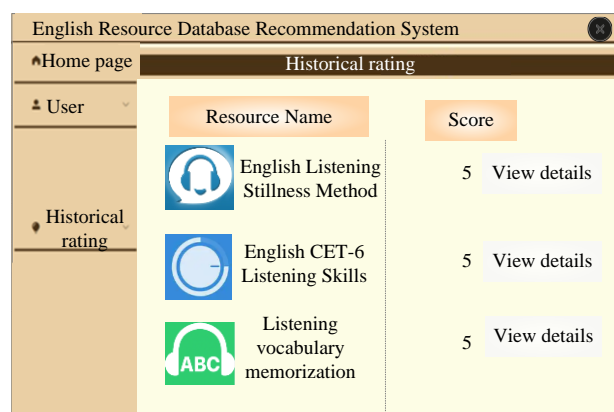 English Resource Database Recommendation System
Home page
Historical rating
User
Historical
rating
Resource Name
Score
English Listening
Stillness Method
5
View details
English CET-6
Listening Skills
5
View details
ABC
Listening
vocabulary
memorization
5
View details